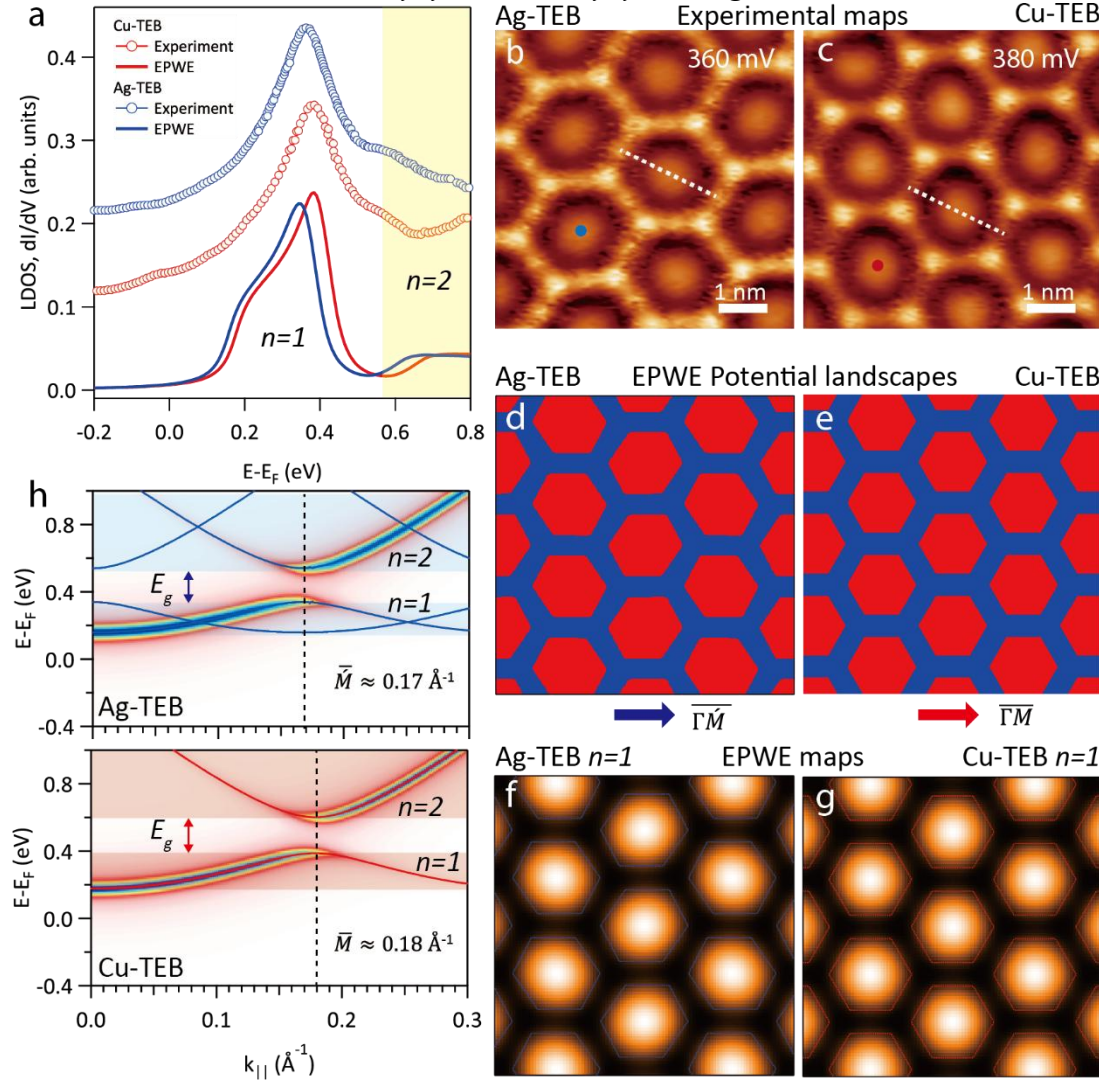 a
Cu-TEB
Experiment
EPWE
Ag-TEB
Experiment
EPWE
n=1
n=2
LDOS, dI/dV (arb. units)
0.4
0.3
0.2
0.1
0.0
-0.2 0.0 0.2 0.4 0.6 0.8
E-E_F (eV)
Ag-TEB Experimental maps Cu-TEB
b 360 mV
1 nm
c 380 mV
1 nm
Ag-TEB EPWE Potential landscapes Cu-TEB
d e
Γḿ
ΓM
Ag-TEB n=1 EPWE maps Cu-TEB n=1
f g
h
E-E_F (eV)
0.8
0.4
0.0
-0.4
n=2
E_g
n=1
Ḿ ≈ 0.17 Å⁻¹
Ag-TEB
E-E_F (eV)
0.8
0.4
0.0
-0.4
n=2
E_g
n=1
M̅ ≈ 0.18 Å⁻¹
Cu-TEB
0.0 0.1 0.2 0.3
k_|| (Å⁻¹)